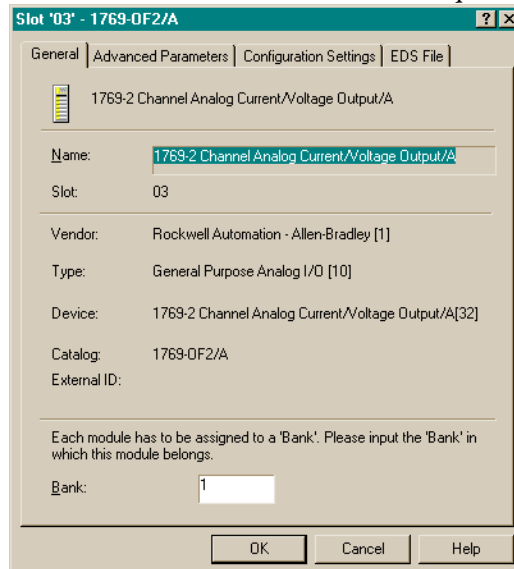 Slot '03' - 1769-OF2/A
General Advanced Parameters Configuration Settings EDS File
1769-2 Channel Analog Current/Voltage Output/A
Name: 1769-2 Channel Analog Current/Voltage Output/A
Slot: 03
Vendor: Rockwell Automation - Allen-Bradley [1]
Type: General Purpose Analog I/O [10]
Device: 1769-2 Channel Analog Current/Voltage Output/A[32]
Catalog: 1769-OF2/A
External ID:
Each module has to be assigned to a 'Bank'. Please input the 'Bank' in
which this module belongs.
Bank: 1
OK Cancel Help